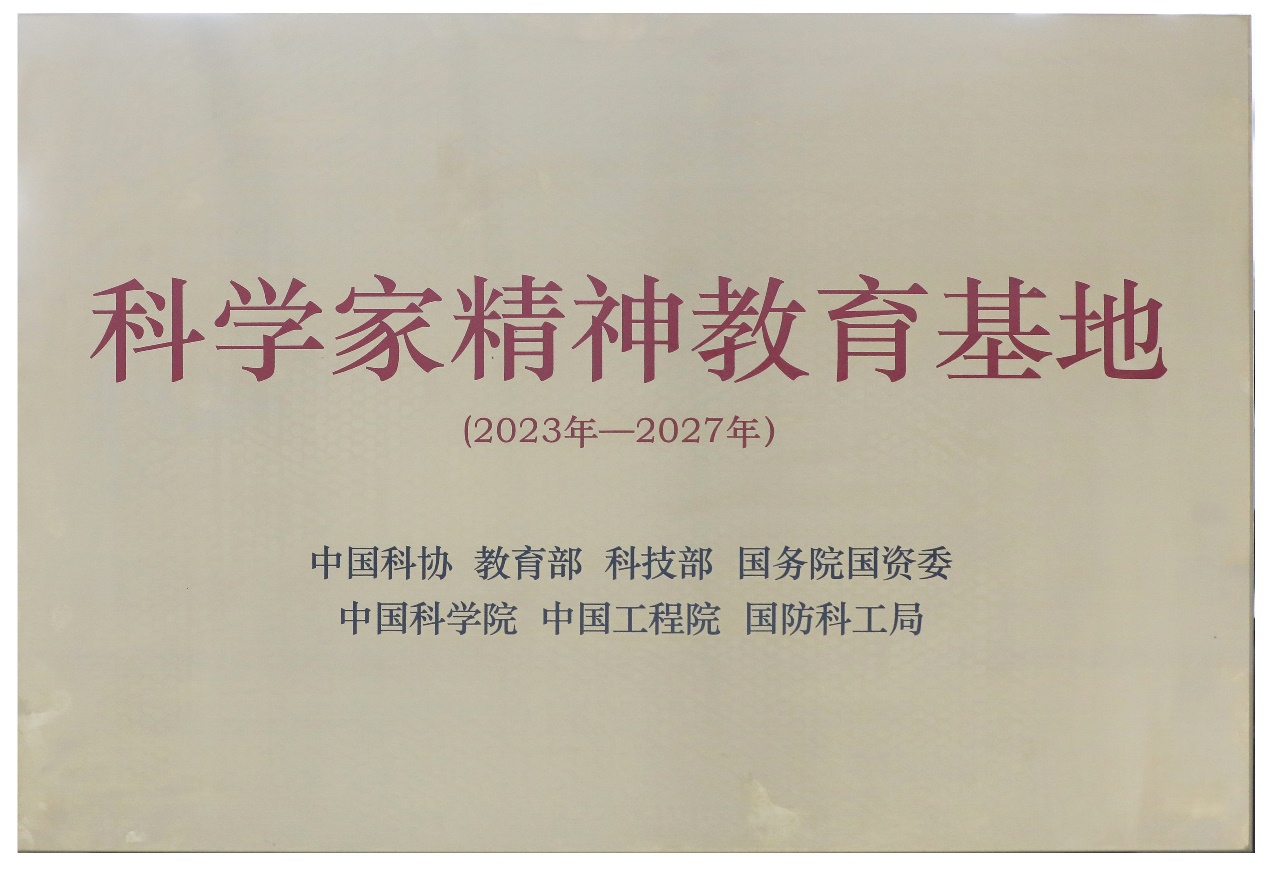 科学家精神教育基地
(2023年—2027年)
中国科协 教育部 科技部 国务院国资委
中国科学院 中国工程院 国防科工局